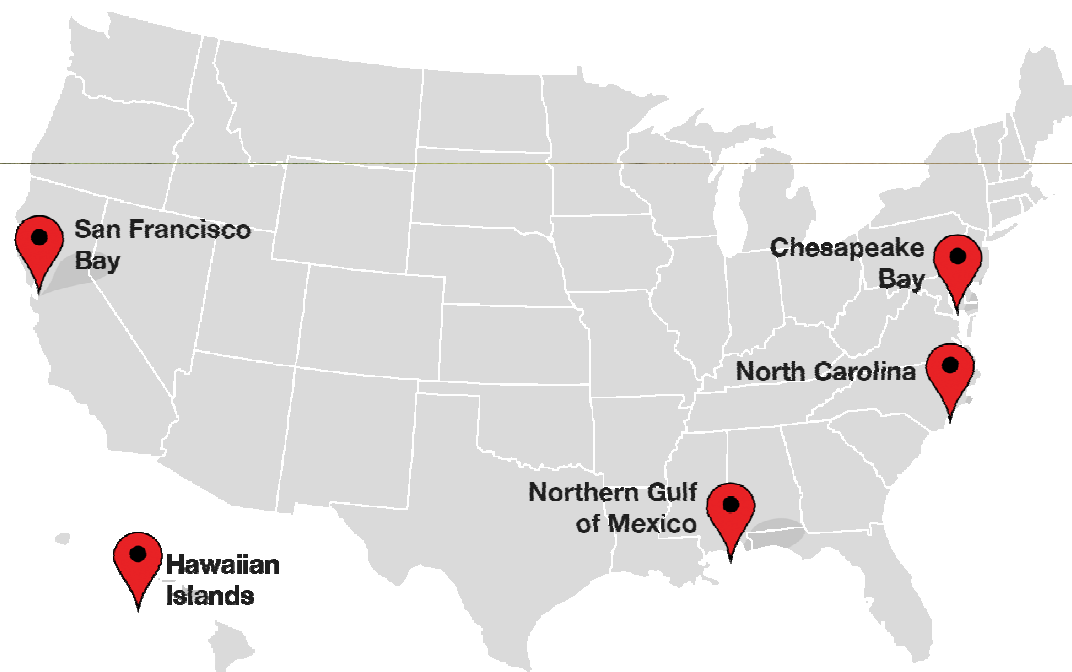 San Francisco
Bay
Chesapeake
Bay
North Carolina
Northern Gulf
of Mexico
Hawaiian
Islands